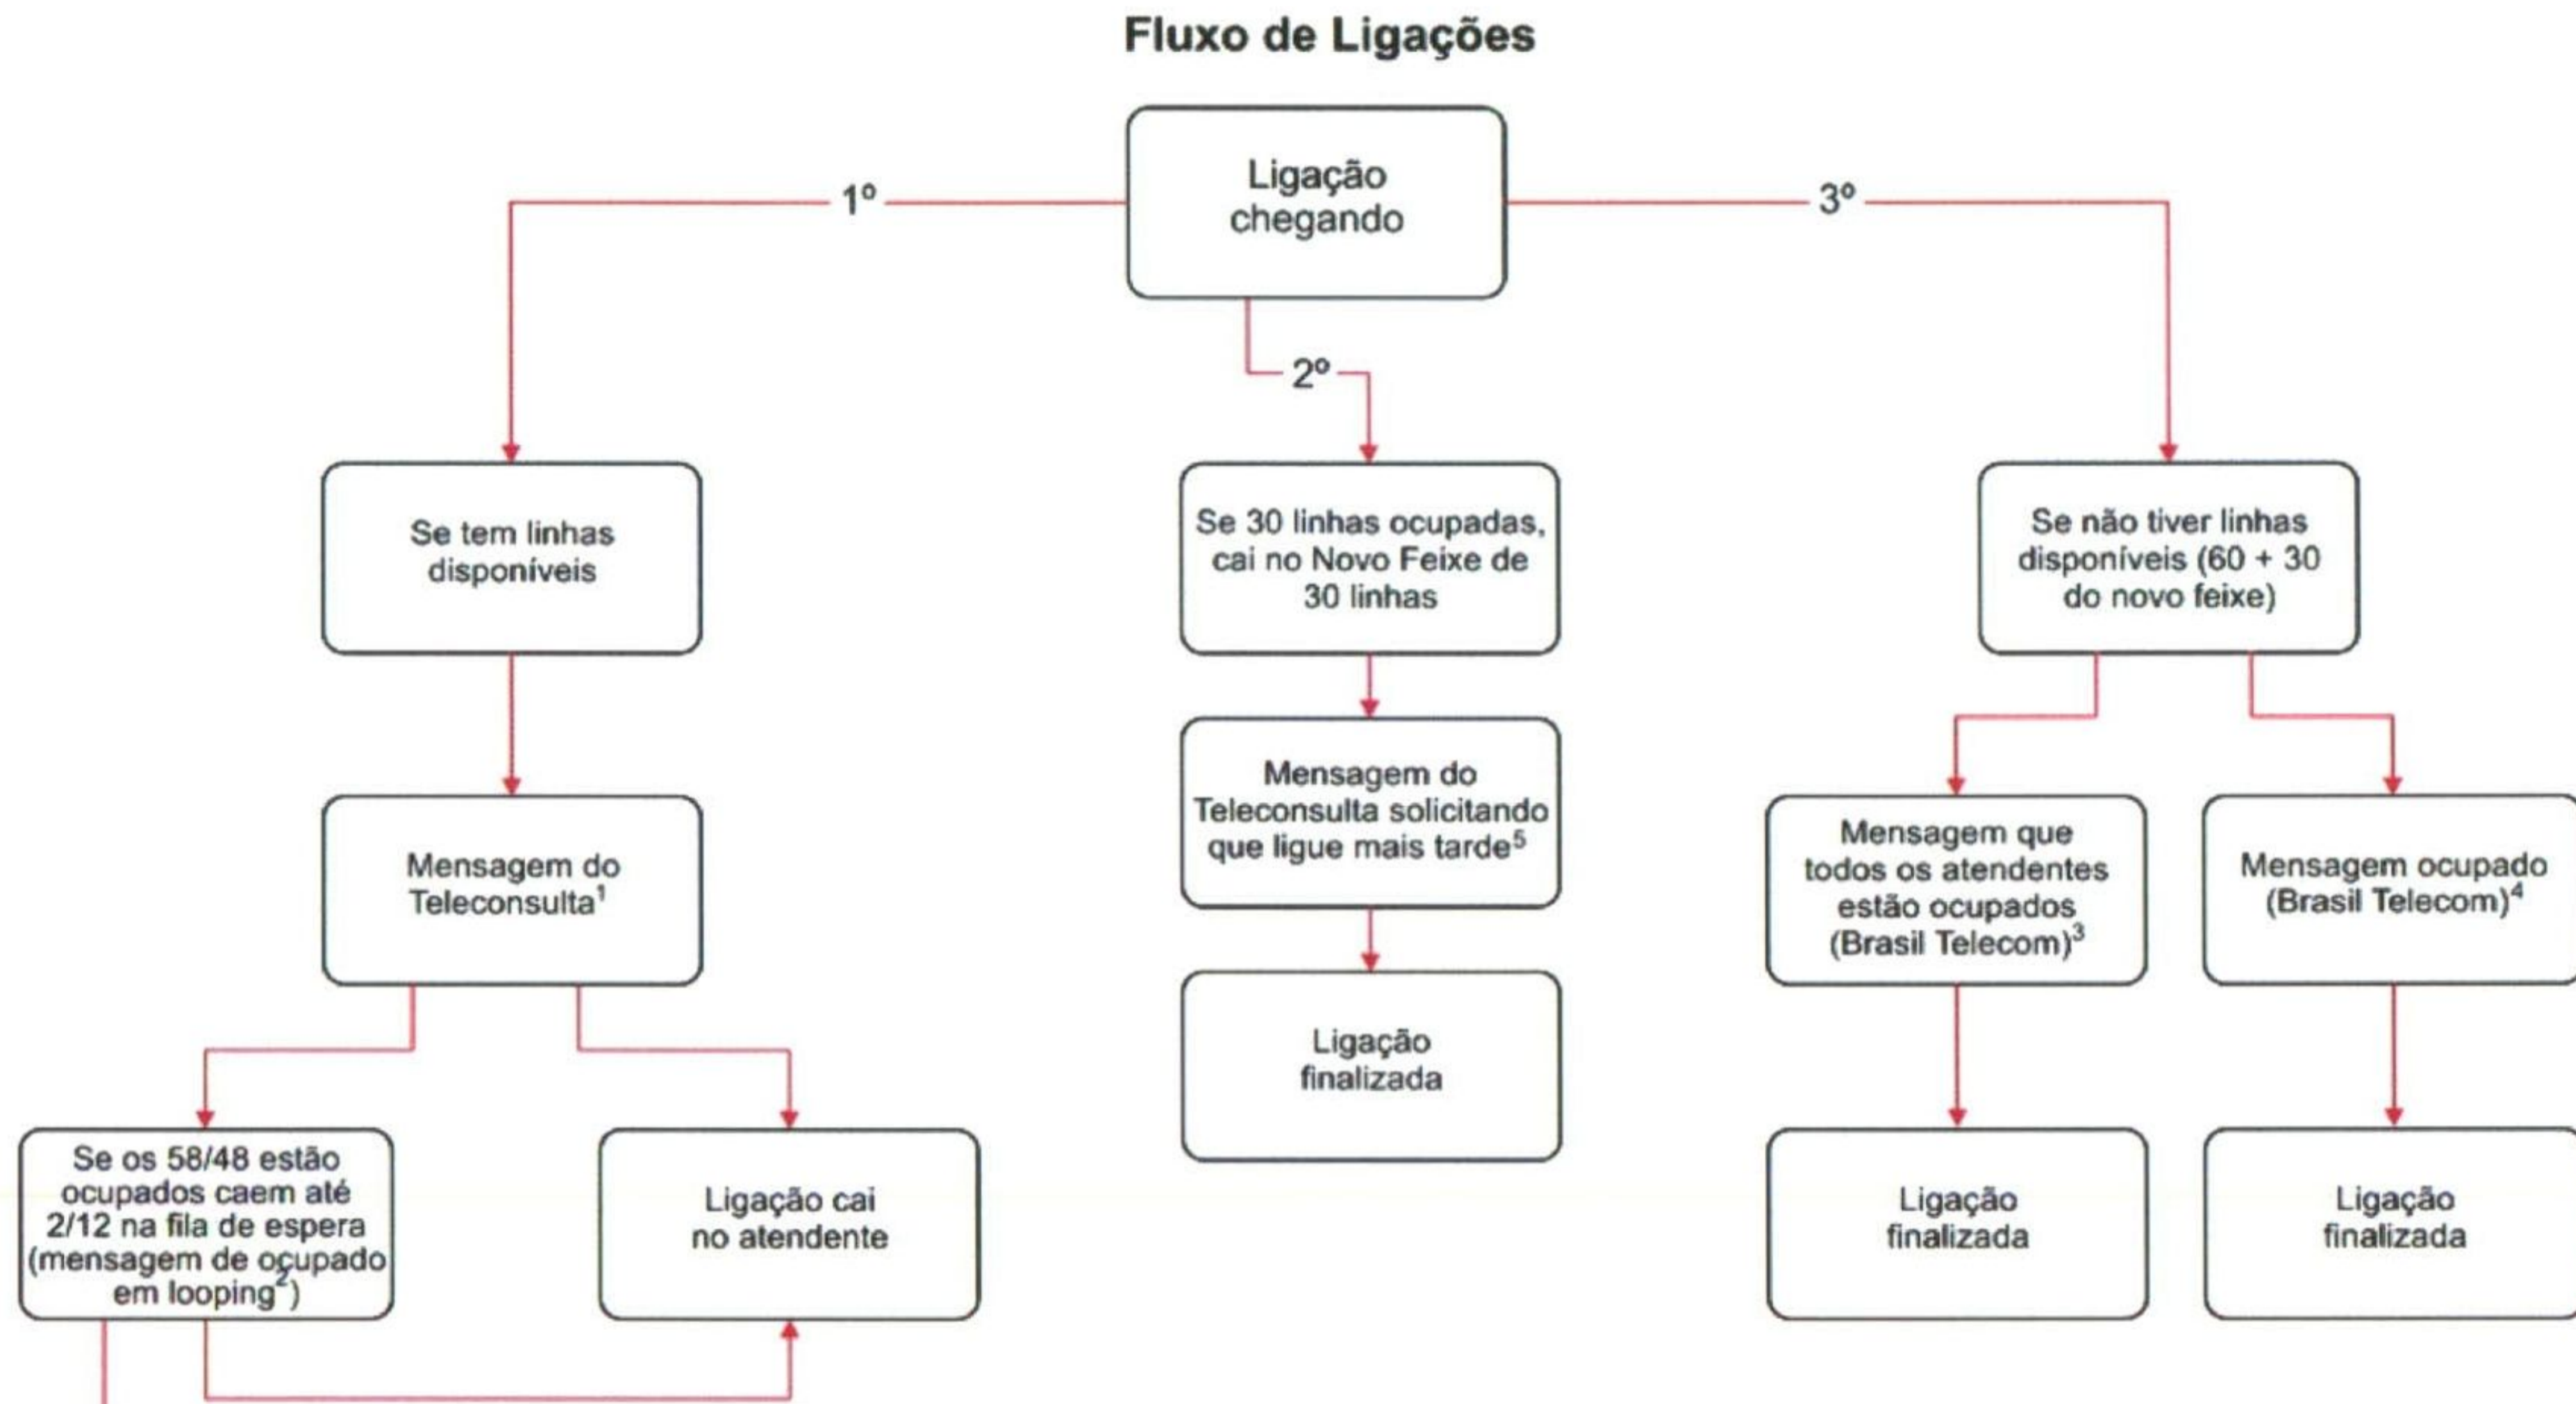 Fluxo de Ligações
Ligação
chegando
1º
3º
2º
Se tem linhas
disponíveis
Se 30 linhas ocupadas,
cai no Novo Feixe de
30 linhas
Se não tiver linhas
disponíveis (60 + 30
do novo feixe)
Mensagem do
Teleconsulta¹
Mensagem do
Teleconsulta solicitando
que ligue mais tarde⁵
Mensagem que
todos os atendentes
estão ocupados
(Brasil Telecom)³
Mensagem ocupado
(Brasil Telecom)⁴
Se os 58/48 estão
ocupados caem até
2/12 na fila de espera
(mensagem de ocupado
em looping²)
Ligação cai
no atendente
Ligação
finalizada
Ligação
finalizada
Ligação
finalizada